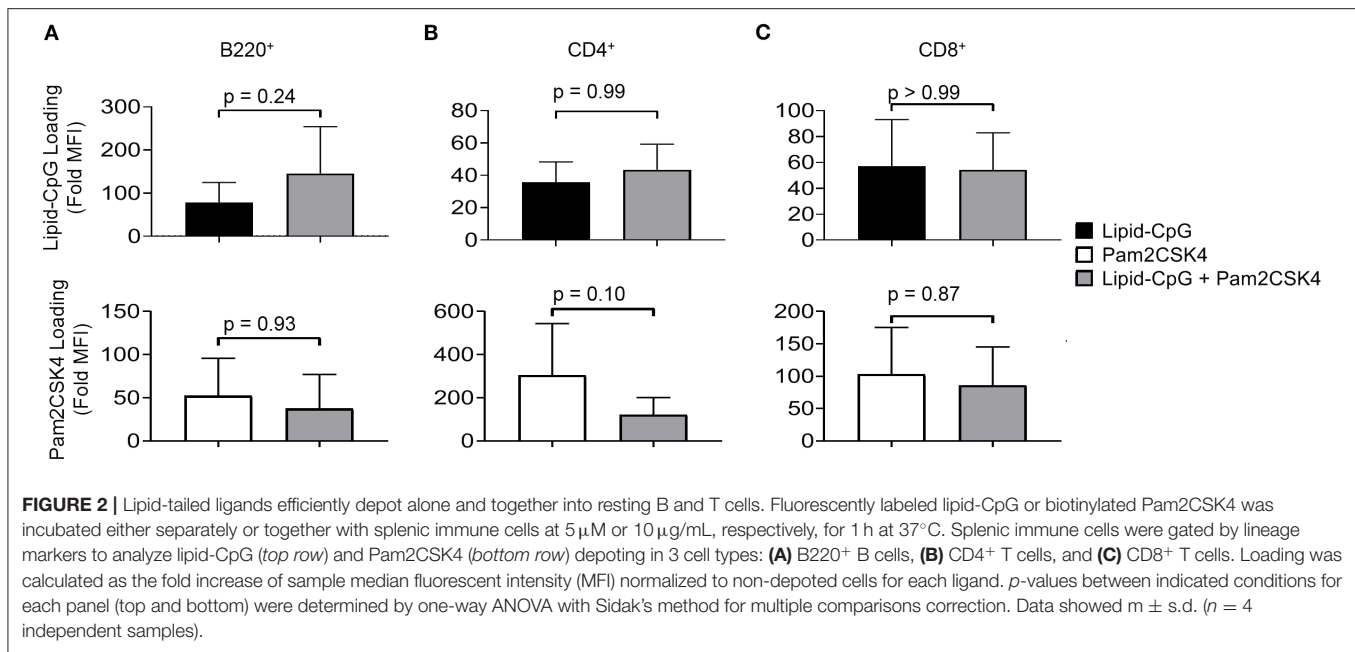 A
B220⁺
B
CD4⁺
C
CD8⁺
Lipid-CpG Loading
(Fold MFI)
300
200
100
0
p = 0.24
80
60
40
20
0
p = 0.99
100
80
60
40
20
0
p > 0.99
Lipid-CpG
Pam2CSK4
Lipid-CpG + Pam2CSK4
Pam2CSK4 Loading
(Fold MFI)
150
100
50
0
p = 0.93
600
400
200
0
p = 0.10
200
150
100
50
0
p = 0.87
FIGURE 2 | Lipid-tailed ligands efficiently depot alone and together into resting B and T cells. Fluorescently labeled lipid-CpG or biotinylated Pam2CSK4 was
incubated either separately or together with splenic immune cells at 5 μM or 10 μg/mL, respectively, for 1 h at 37°C. Splenic immune cells were gated by lineage
markers to analyze lipid-CpG (top row) and Pam2CSK4 (bottom row) depoting in 3 cell types: (A) B220⁺ B cells, (B) CD4⁺ T cells, and (C) CD8⁺ T cells. Loading was
calculated as the fold increase of sample median fluorescent intensity (MFI) normalized to non-depoted cells for each ligand. p-values between indicated conditions for
each panel (top and bottom) were determined by one-way ANOVA with Sidak's method for multiple comparisons correction. Data showed m ± s.d. (n = 4
independent samples).